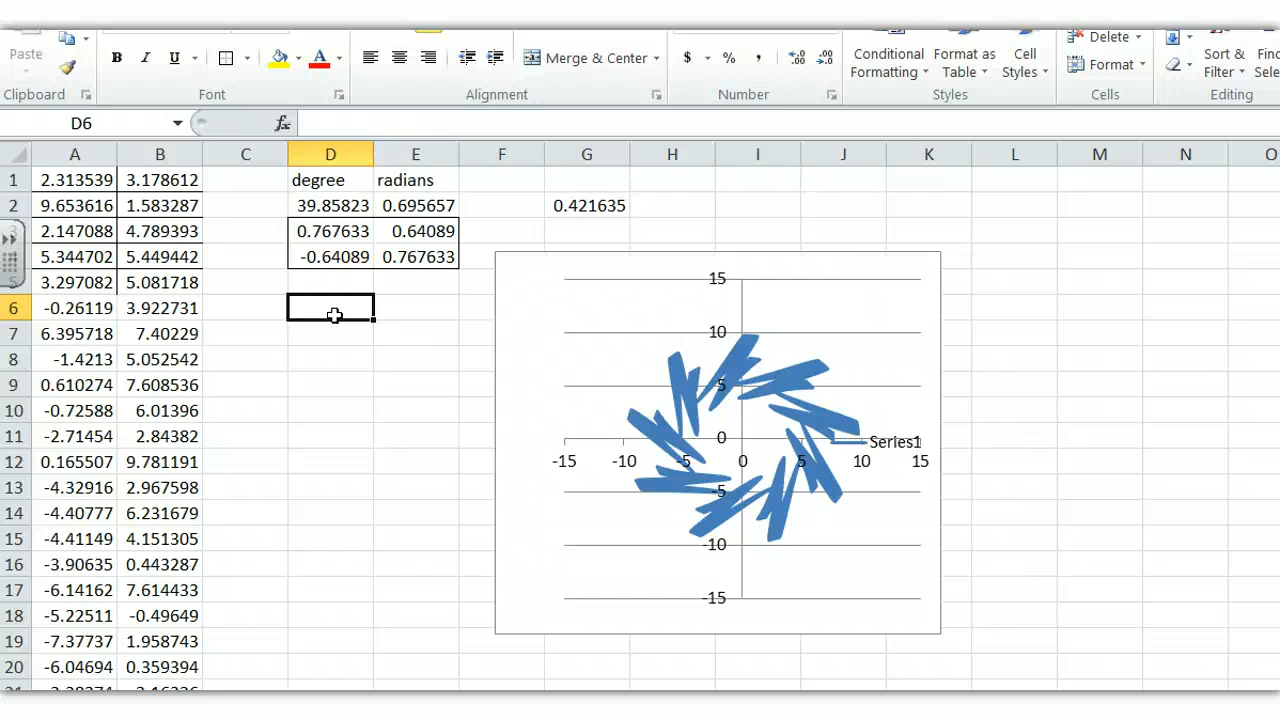 Paste B I U A Merge & Center $ % , Conditional Formatting Format as Table Cell Styles Delete Format Sort & Filter
Clipboard Font Alignment Number Styles Cells Editing
D6 fx
A B C D E F G H I J K L M N O
1 2.313539 3.178612 degree radians
2 9.653616 1.583287 39.85823 0.695657 0.421635
3 2.147088 4.789393 0.767633 0.64089
4 5.344702 5.449442 -0.64089 0.767633
5 3.297082 5.081718
6 -0.26119 3.922731
7 6.395718 7.40229
8 -1.4213 5.052542
9 0.610274 7.608536
10 -0.72588 6.01396
11 -2.71454 2.84382
12 0.165507 9.781191
13 -4.32916 2.967598
14 -4.40777 6.231679
15 -4.41149 4.151305
16 -3.90635 0.443287
17 -6.14162 7.614433
18 -5.22511 -0.49649
19 -7.37737 1.958743
20 -6.04694 0.359394
15
10
5
0
-5
-10
-15
-15 -10 -5 0 5 10 15
Series1